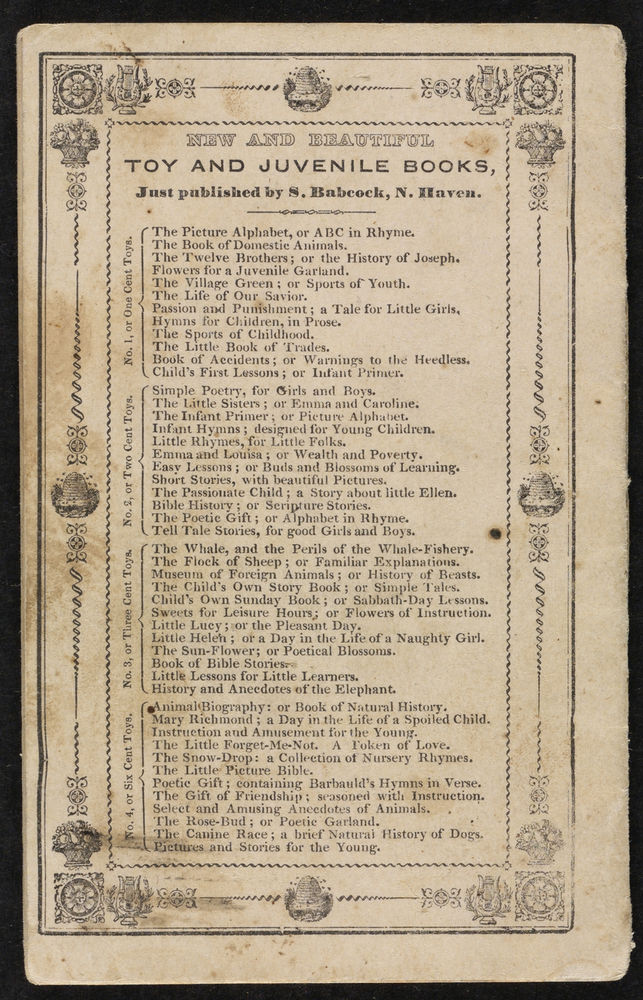 NEW AND BEAUTIFUL
TOY AND JUVENILE BOOKS,
Just published by S. Babcock, N. Haven.
No. 1, or One Cent Toys.
The Picture Alphabet, or ABC in Rhyme.
The Book of Domestic Animals.
The Twelve Brothers; or the History of Joseph.
Flowers for a Juvenile Garland.
The Village Green; or Sports of Youth.
The Life of Our Savior.
Passion and Punishment; a Tale for Little Girls.
Hymns for Children, in Prose.
The Sports of Childhood.
The Little Book of Trades.
Book of Accidents; or Warnings to the Heedless.
Child's First Lessons; or Infant Primer.
No. 2, or Two Cent Toys.
Simple Poetry, for Girls and Boys.
The Little Sisters; or Emma and Caroline.
The Infant Primer; or Picture Alphabet.
Infant Hymns; designed for Young Children.
Little Rhymes, for Little Folks.
Emma and Louisa; or Wealth and Poverty.
Easy Lessons; or Buds and Blossoms of Learning.
Short Stories, with beautiful Pictures.
The Passionate Child; a Story about little Ellen.
Bible History; or Scripture Stories.
The Poetic Gift; or Alphabet in Rhyme.
Tell Tale Stories, for good Girls and Boys.
No. 3, or Three Cent Toys.
The Whale, and the Perils of the Whale-Fishery.
The Flock of Sheep; or Familiar Explanations.
Museum of Foreign Animals; or History of Beasts.
The Child's Own Story Book; or Simple Tales.
Child's Own Sunday Book; or Sabbath-Day Lessons.
Sweets for Leisure Hours; or Flowers of Instruction.
Little Lucy; or the Pleasant Day.
Little Helen; or a Day in the Life of a Naughty Girl.
The Sun-Flower; or Poetical Blossoms.
Book of Bible Stories.
Little Lessons for Little Learners.
History and Anecdotes of the Elephant.
No. 4, or Six Cent Toys.
Animal Biography: or Book of Natural History.
Mary Richmond; a Day in the Life of a Spoiled Child.
Instruction and Amusement for the Young.
The Little Forget-Me-Not. A Token of Love.
The Snow-Drop: a Collection of Nursery Rhymes.
The Little Picture Bible.
Poetic Gift; containing Barbauld's Hymns in Verse.
The Gift of Friendship; seasoned with Instruction.
Select and Amusing Anecdotes of Animals.
The Rose-Bud; or Poetic Garland.
The Canine Race; a brief Natural History of Dogs.
Pictures and Stories for the Young.